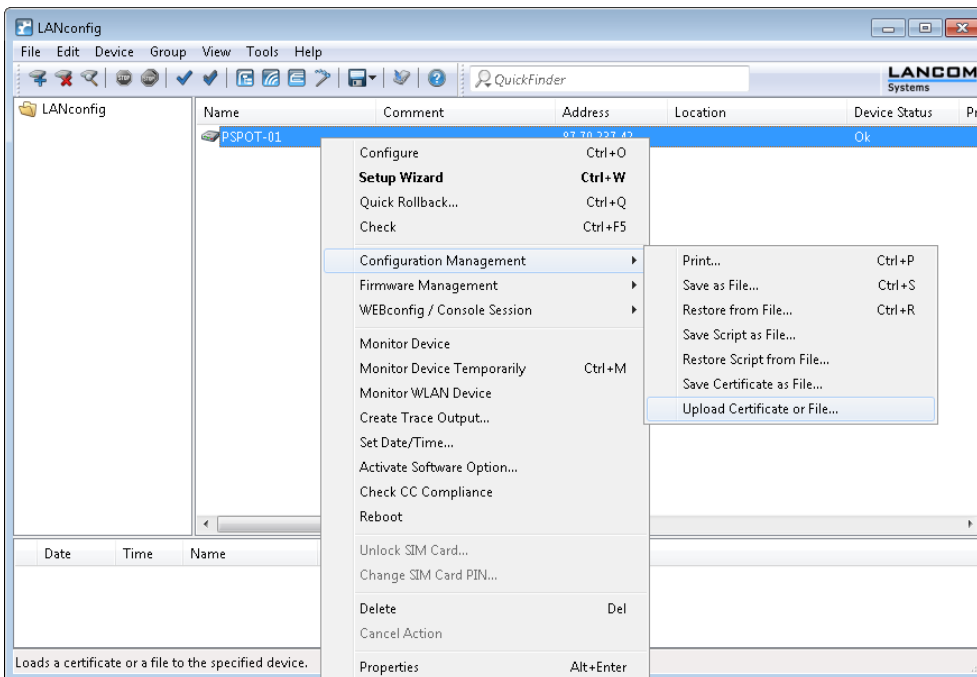 LANconfig
File Edit Device Group View Tools Help
QuickFinder
LANCOM
Systems
LANconfig
Name Comment Address Location Device Status
PSPOT-01 Ok
Configure Ctrl+O
Setup Wizard Ctrl+W
Quick Rollback... Ctrl+Q
Check Ctrl+F5
Configuration Management
Firmware Management
WEBconfig / Console Session
Monitor Device
Monitor Device Temporarily Ctrl+M
Monitor WLAN Device
Create Trace Output...
Set Date/Time...
Activate Software Option...
Check CC Compliance
Reboot
Unlock SIM Card...
Change SIM Card PIN...
Delete Del
Cancel Action
Properties Alt+Enter
Print... Ctrl+P
Save as File... Ctrl+S
Restore from File... Ctrl+R
Save Script as File...
Restore Script from File...
Save Certificate as File...
Upload Certificate or File...
Date Time Name
Loads a certificate or a file to the specified device.